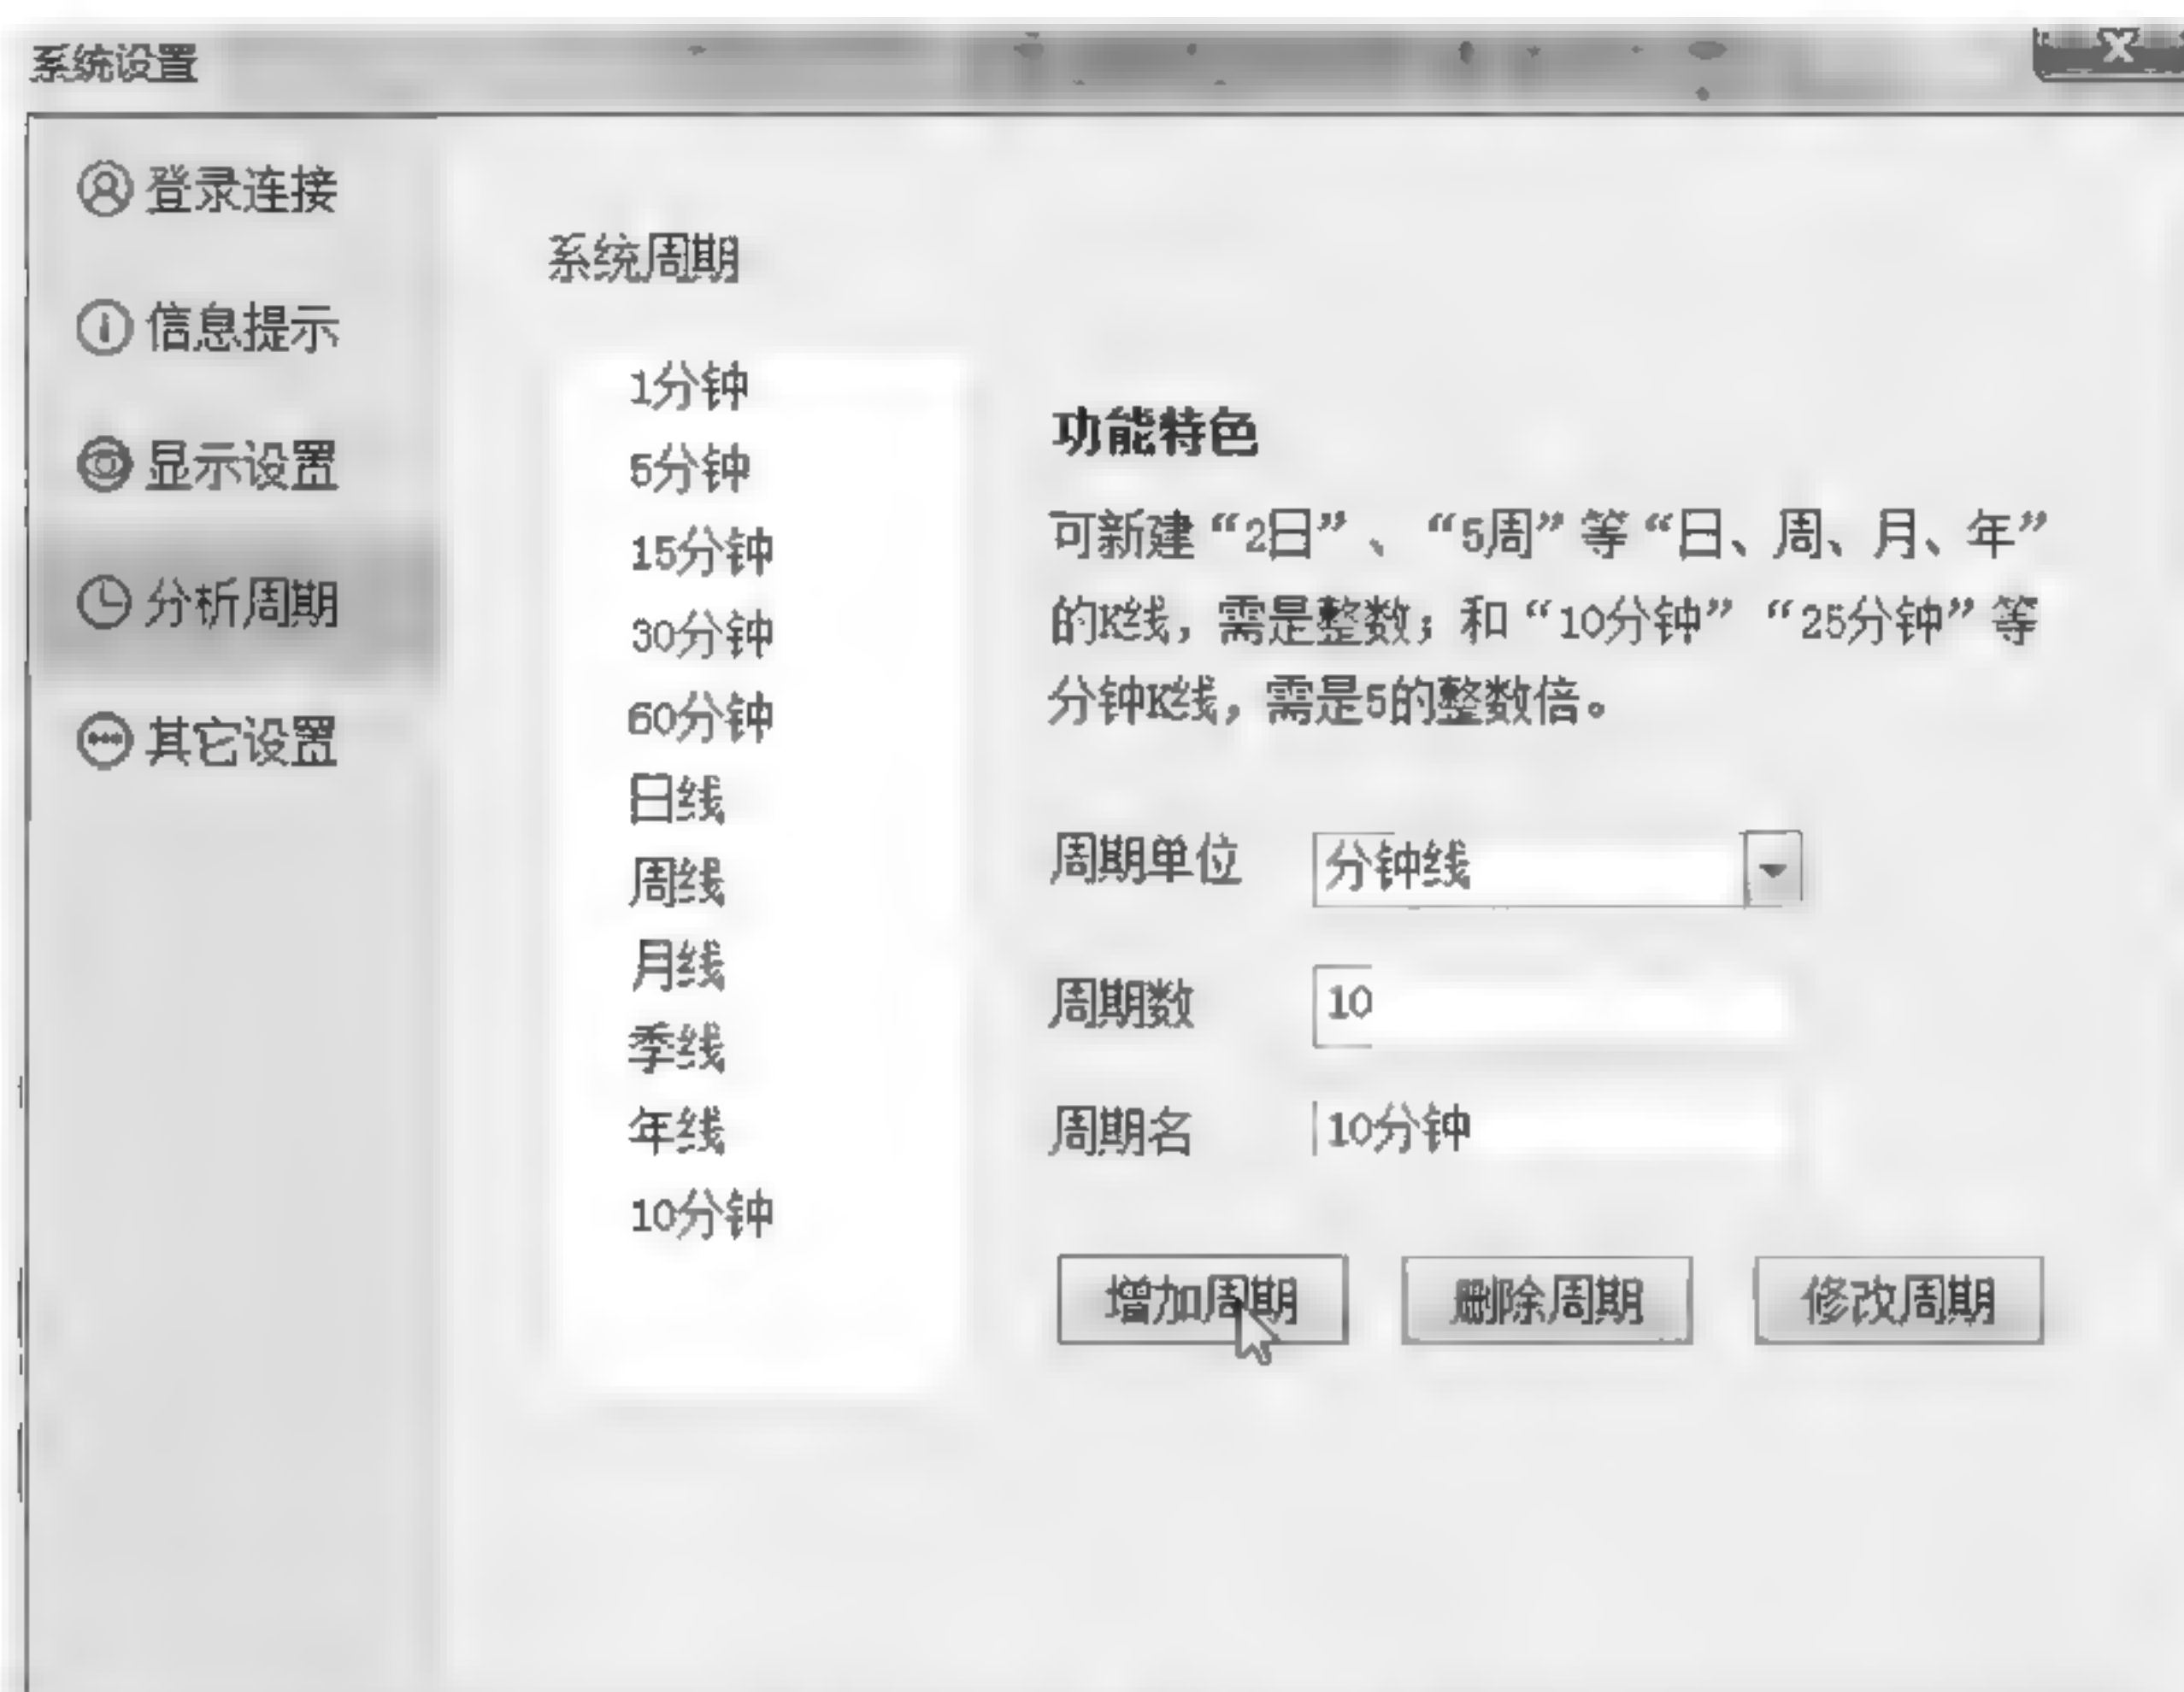 系统设置
登录连接
信息提示
显示设置
分析周期
其它设置
系统周期
1分钟
5分钟
15分钟
30分钟
60分钟
日线
周线
月线
季线
年线
10分钟
功能特色
可新建“2日”、“5周”等“日、周、月、年”
的K线，需是整数；和“10分钟”“25分钟”等
分钟K线，需是5的整数倍。
周期单位 分钟线
周期数 10
周期名 10分钟
增加周期 删除周期 修改周期